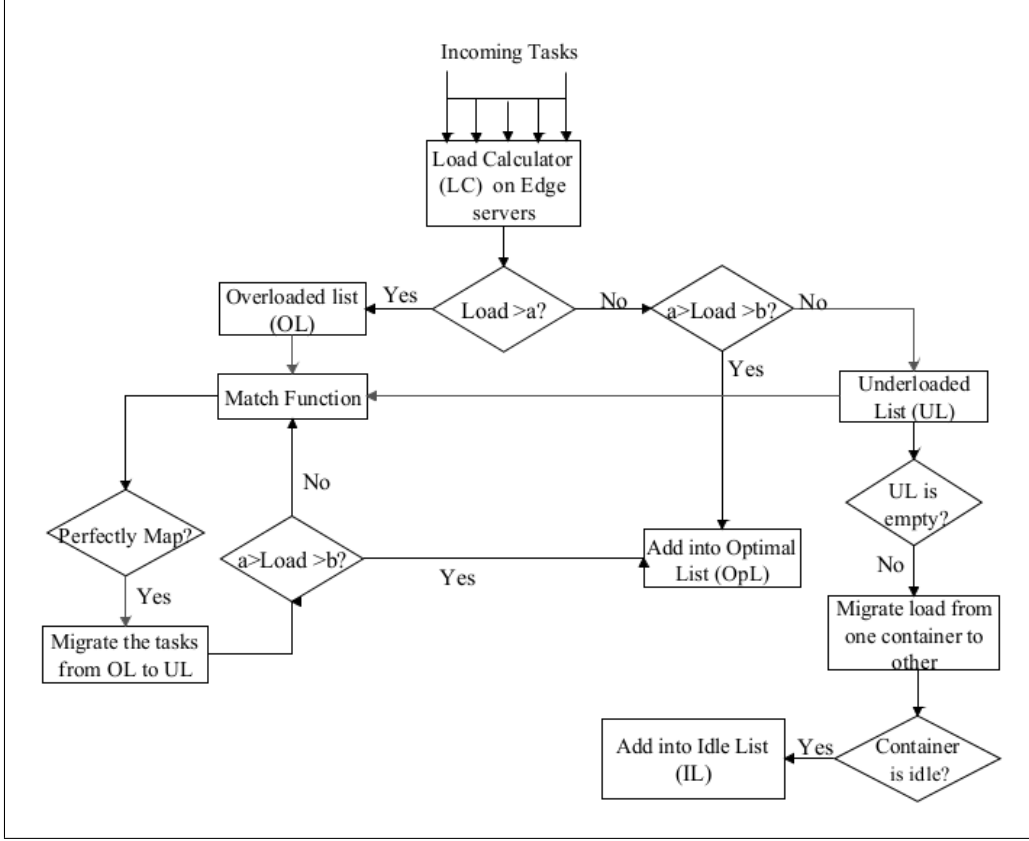 Incoming Tasks
Load Calculator
(LC) on Edge
servers
Overloaded list
(OL)
Yes
Load >a?
No
a>Load >b?
No
Yes
Match Function
Underloaded
List (UL)
No
UL is
empty?
Perfectly Map?
a>Load >b?
Yes
Add into Optimal
List (OpL)
No
Yes
Migrate the tasks
from OL to UL
Migrate load from
one container to
other
Add into Idle List
(IL)
Yes
Container
is idle?